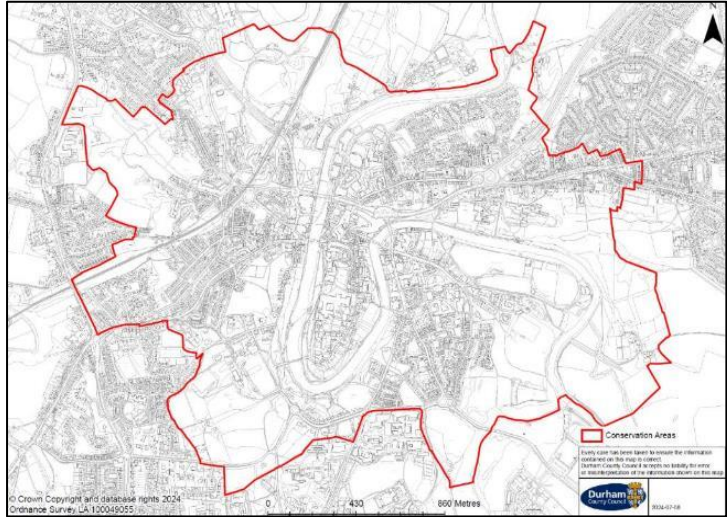 N
Conservation Areas
Every care has been taken to ensure the information
contained on this map is correct.
Durham County Council accepts no liability for error
or misinterpretation of the information shown on this map
© Crown Copyright and database rights 2024
Ordnance Survey LA 100049055
0 430 860 Metres
Durham
County Council